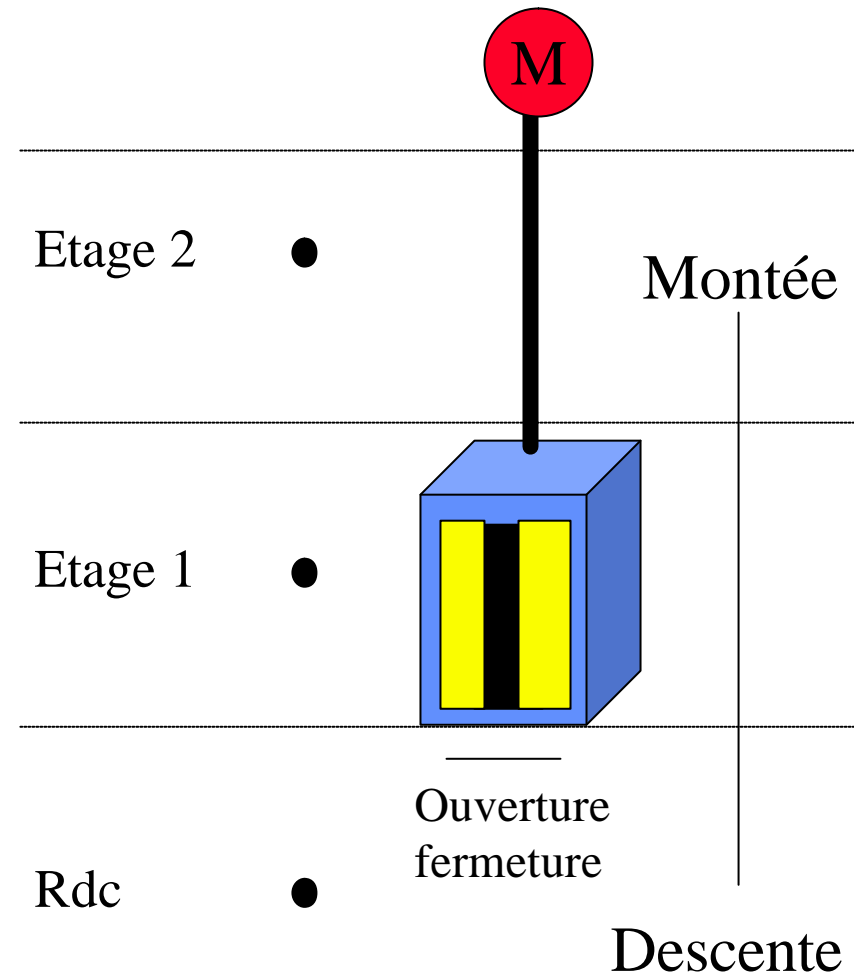 M
Etage 2
Montée
Etage 1
Ouverture
fermeture
Rdc
Descente